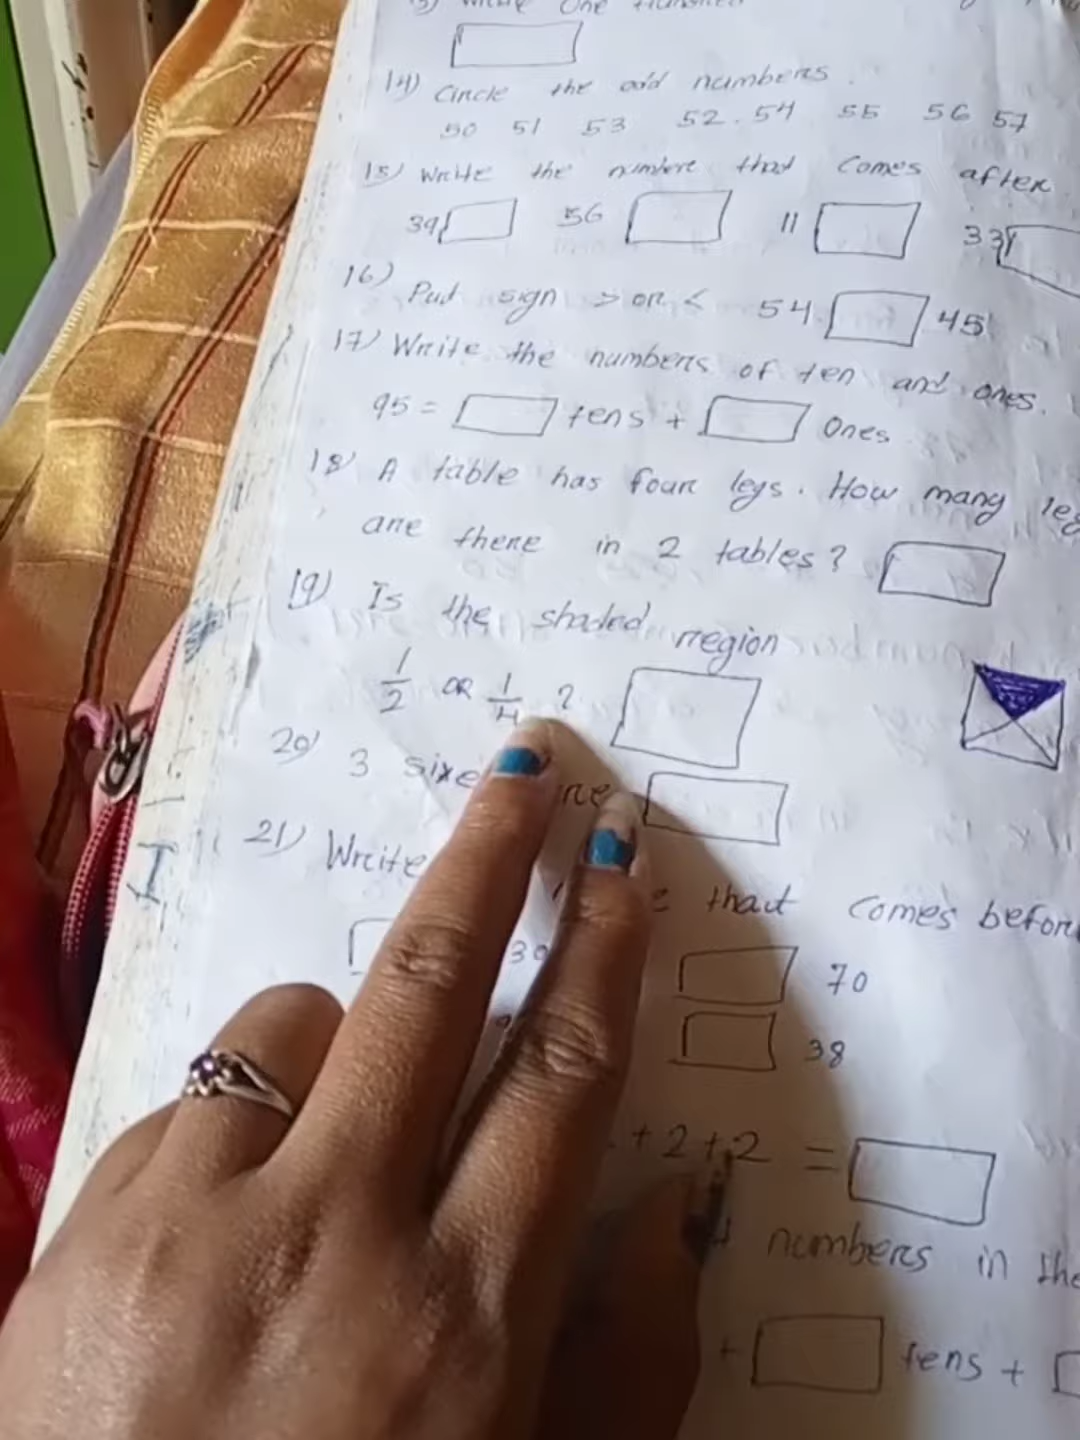 14) Circle the odd numbers.
50 51 53 52. 54 55 56 57
15) Write the numbere that comes after
39 56 11 33
16) Put sign > or < 54 45
17) Write the numbers of ten and ones.
95 = tens + Ones
18) A table has four legs. How many
are there in 2 tables?
19) Is the shaded region
1/2 OR 1/4 ?
20) 3 sixe
21) Write that comes before
30 70
38
+ 2 + 2 =
numbers in the
+ tens +